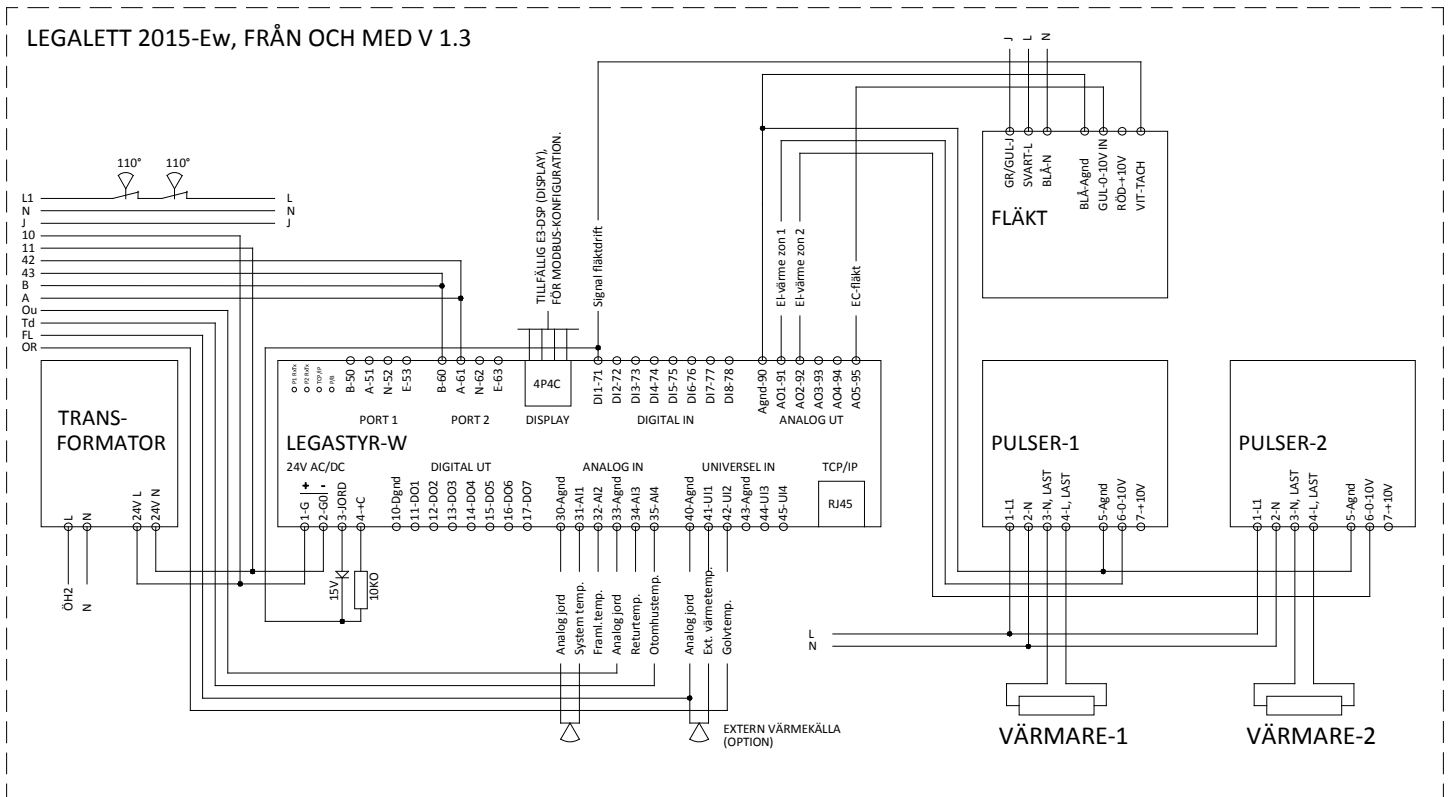 LEGALETT 2015-Ew, FRÅN OCH MED V 1.3
110°
110°
L1
N
J
10
11
42
43
B
A
Ou
Td
FL
OR
L
N
J
TILLFÄLLIG E3-DSP (DISPLAY),
FÖR MODBUS-KONFIGURATION.
Signal fläktdrift
El-värme zon 1
El-värme zon 2
EC-fläkt
J
L
N
GR/GUL-J
SVART-L
BLÅ-N
BLÅ-Agnd
GUL-0-10V IN
RÖD-+10V
VIT-TACH
FLÄKT
TRANS-
FORMATOR
L
N
24V L
24V N
ÖH2
N
P1 RxTx
P2 RxTx
TCP/IP
P/B
B-50
A-51
N-52
E-53
B-60
A-61
N-62
E-63
4P4C
DI1-71
DI2-72
DI3-73
DI4-74
DI5-75
DI6-76
DI7-77
DI8-78
Agnd-90
AO1-91
AO2-92
AO3-93
AO4-94
AO5-95
PORT 1
PORT 2
DISPLAY
DIGITAL IN
ANALOG UT
LEGASTYR-W
24V AC/DC
DIGITAL UT
ANALOG IN
UNIVERSEL IN
TCP/IP
+
-
1-G
2-G0
3-JORD
4-+C
10-Dgnd
11-DO1
12-DO2
13-DO3
14-DO4
15-DO5
16-DO6
17-DO7
30-Agnd
31-AI1
32-AI2
33-Agnd
34-AI3
35-AI4
40-Agnd
41-UI1
42-UI2
43-Agnd
44-UI3
45-UI4
RJ45
15V
10KO
Analog jord
System temp.
Framl.temp.
Analog jord
Returtemp.
Otomhustemp.
Analog jord
Ext. värmetemp.
Golvtemp.
EXTERN VÄRMEKÄLLA
(OPTION)
PULSER-1
1-L1
2-N
3-N, LAST
4-L, LAST
5-Agnd
6-0-10V
7-+10V
PULSER-2
1-L1
2-N
3-N, LAST
4-L, LAST
5-Agnd
6-0-10V
7-+10V
L
N
VÄRMARE-1
VÄRMARE-2